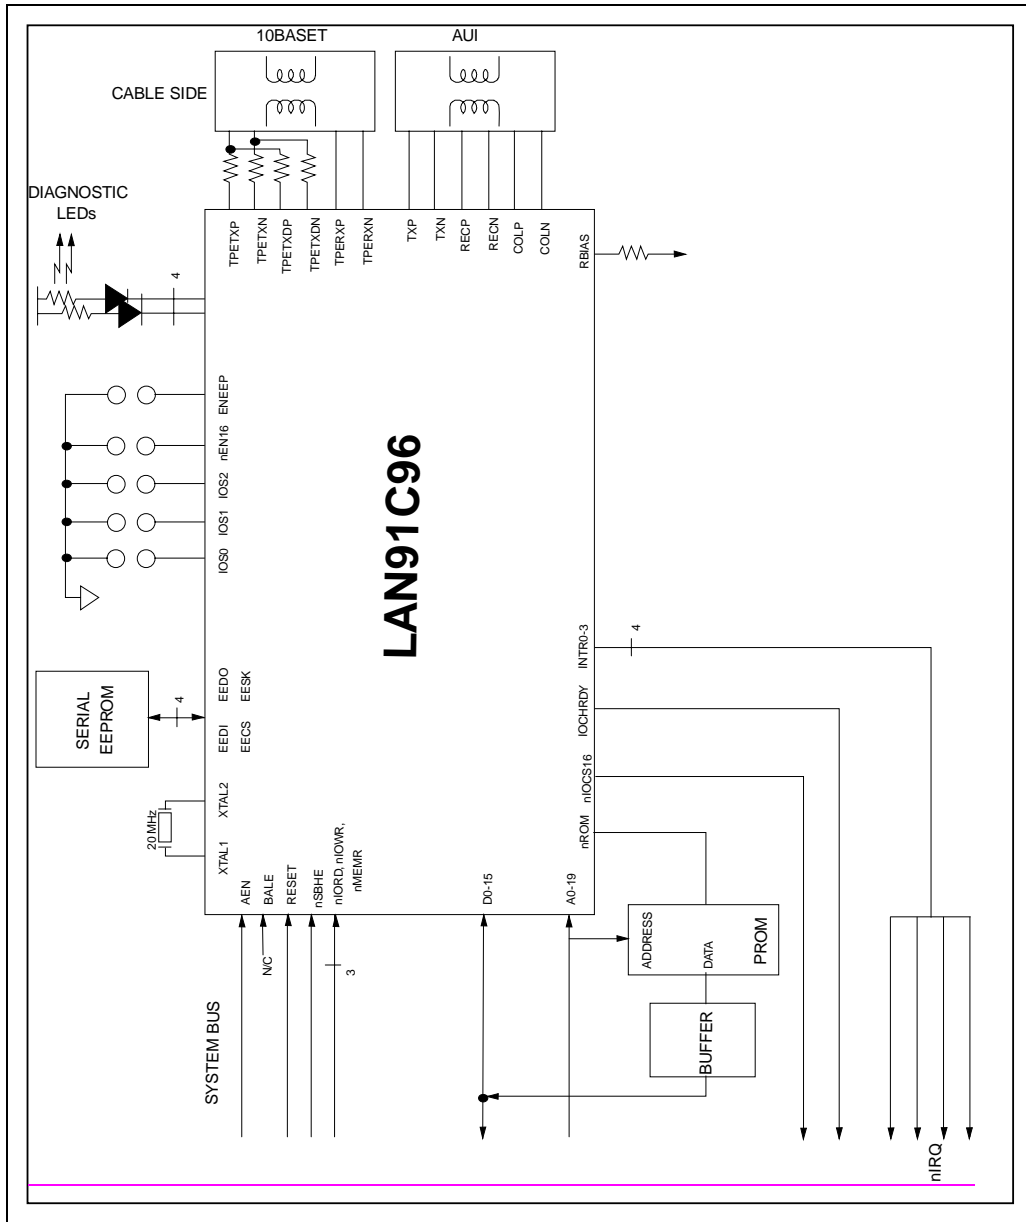 10BASET
AUI
CABLE SIDE
DIAGNOSTIC
LEDs
4
TPETXP
TPETXN
TPETXDP
TPETXDN
TPERXP
TPERXN
TXP
TXN
RECP
RECN
COLP
COLN
RBIAS
ENEEP
nEN16
IOS2
IOS1
IOS0
LAN91C96
SERIAL
EEPROM
4
EEDO
EESK
EEDI
EECS
XTAL2
XTAL1
20 MHz
INTR0-3
4
IOCHRDY
nIOCS16
nROM
AEN
BALE
RESET
nSBHE
nIORD, nIOWR,
nMEMR
D0-15
A0-19
N/C
3
SYSTEM BUS
ADDRESS
DATA
PROM
BUFFER
nIRQ